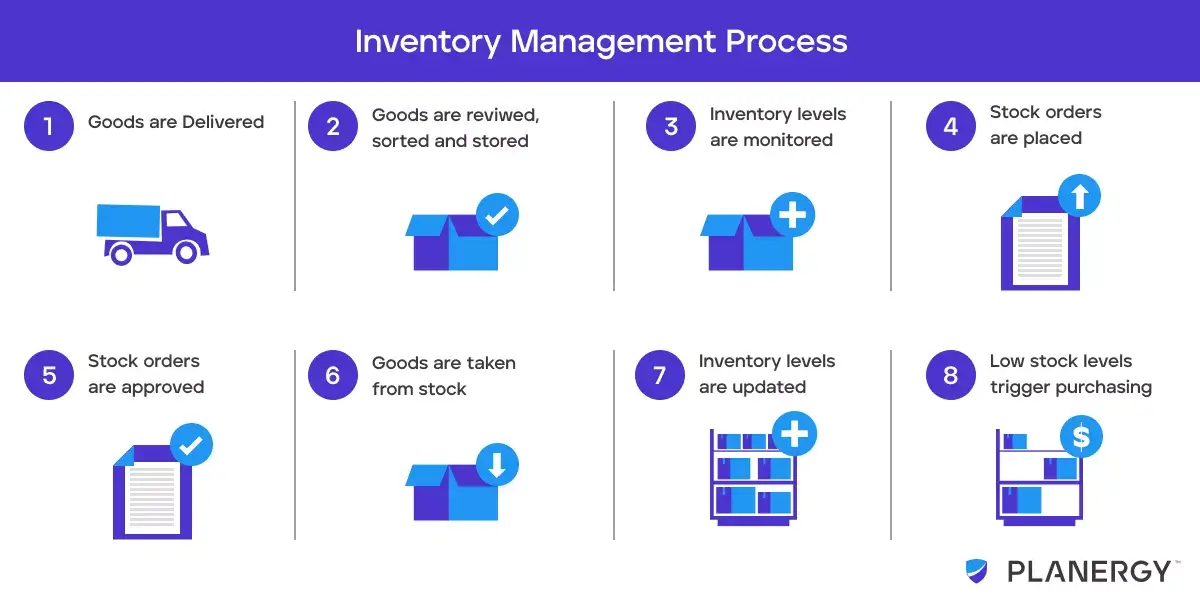 Inventory Management Process
1
Goods are Delivered
2
Goods are reviwed,
sorted and stored
3
Inventory levels
are monitored
4
Stock orders
are placed
5
Stock orders
are approved
6
Goods are taken
from stock
7
Inventory levels
are updated
8
Low stock levels
trigger purchasing
$
PLANERGY™